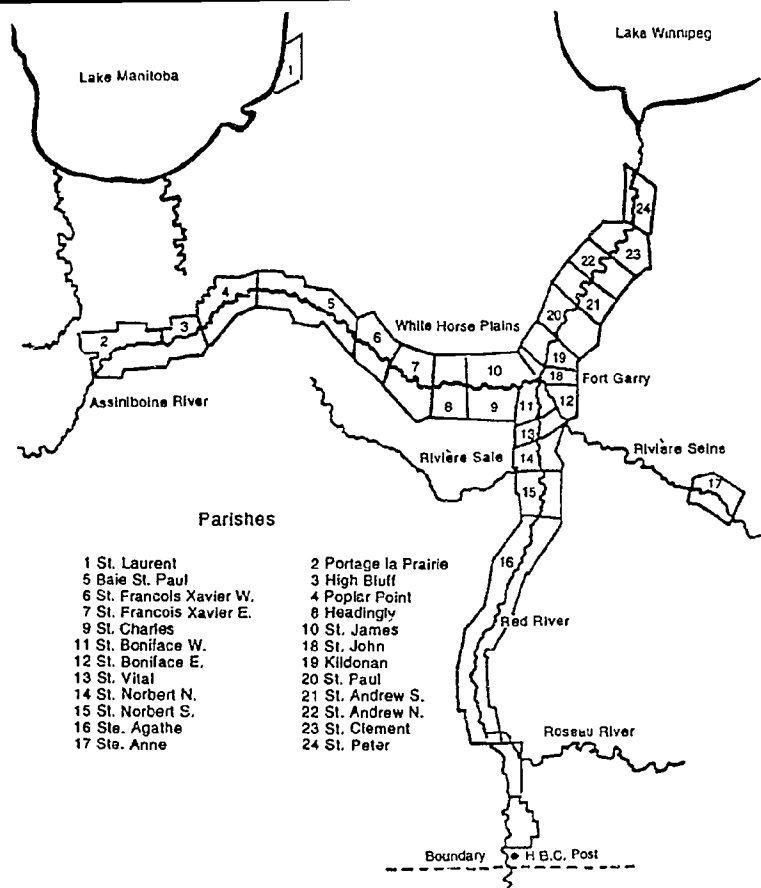 Lake Winnipeg
Lake Manitoba
1
24
23
22
4
5
21
20
White Horse Plains
3
2
6
19
7
10
18
Fort Garry
12
Assiniboine River
8
9
11
13
Rivière Sale
14
Rivière Seine
17
15
Parishes
1 St. Laurent
5 Baie St. Paul
6 St. Francois Xavier W.
7 St. Francois Xavier E.
9 St. Charles
11 St. Boniface W.
12 St. Boniface E.
13 St. Vital
14 St. Norbert N.
15 St. Norbert S.
16 Ste. Agathe
17 Ste. Anne
2 Portage la Prairie
3 High Bluff
4 Poplar Point
8 Headingly
10 St. James
18 St. John
19 Kildonan
20 St. Paul
21 St. Andrew S.
22 St. Andrew N.
23 St. Clement
24 St. Peter
16
Red River
Roseau River
Boundary
H.B.C. Post